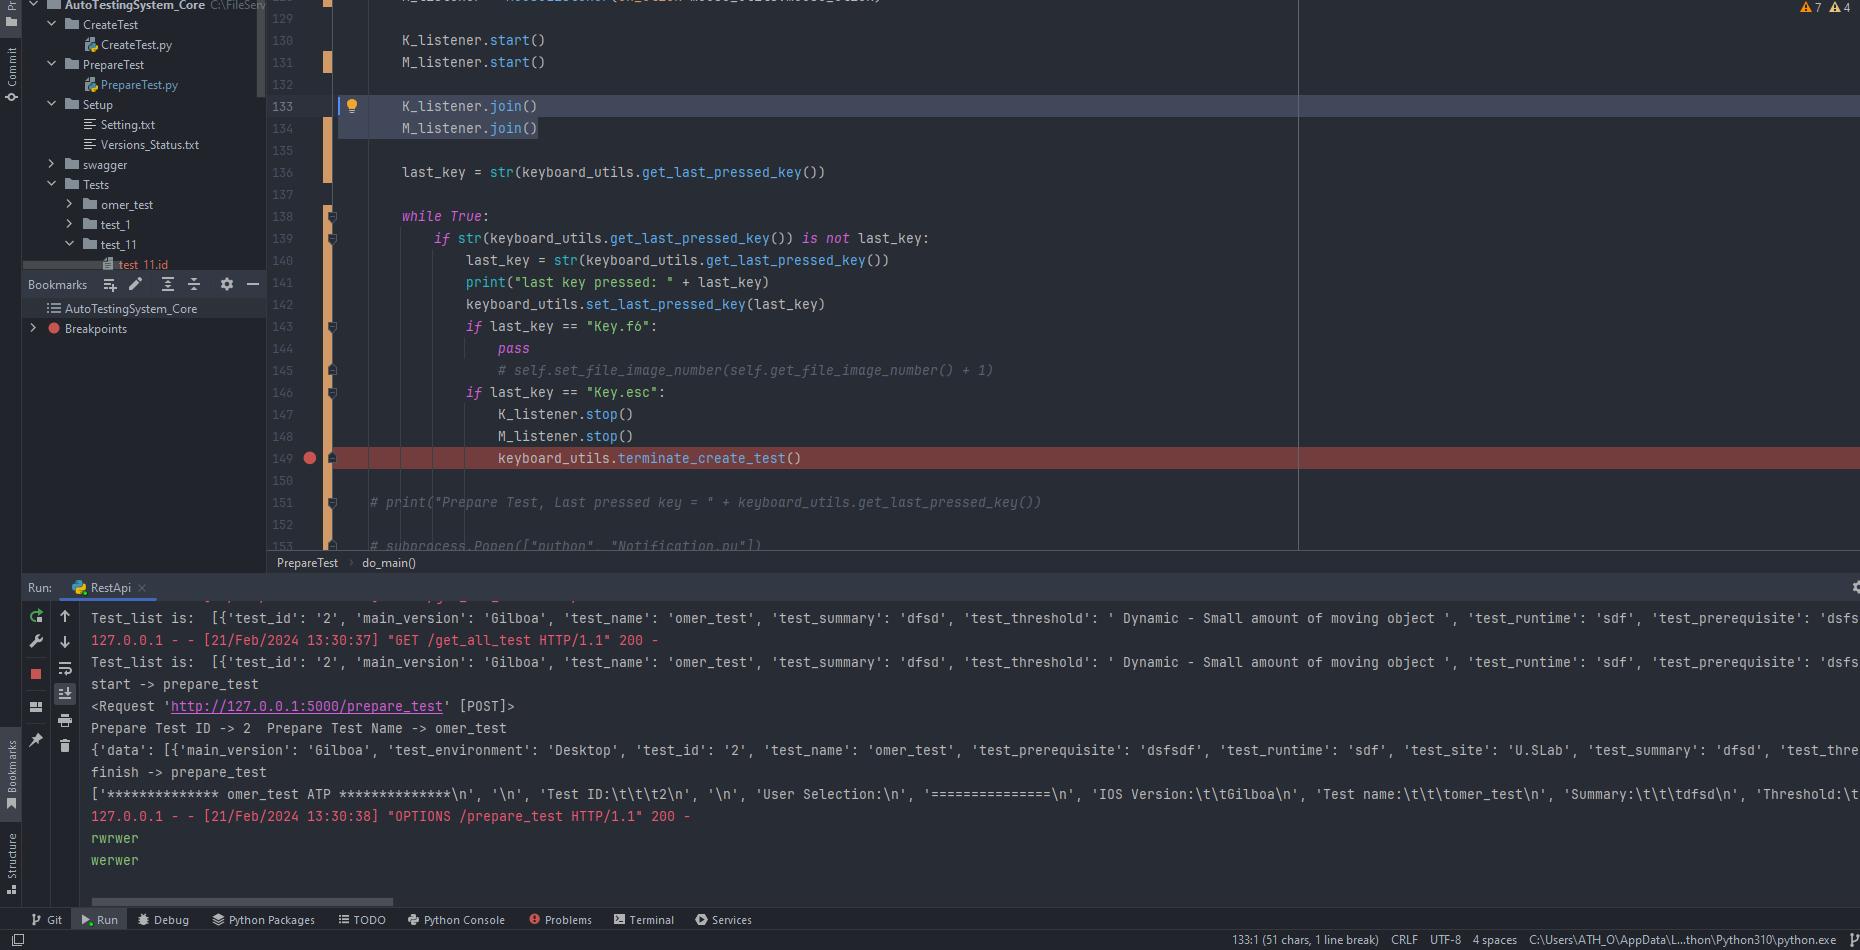 AutoTestingSystem_Core C:\FileServ
CreateTest
CreateTest.py
PrepareTest
PrepareTest.py
Setup
Setting.txt
Versions_Status.txt
swagger
Tests
omer_test
test_1
test_11
test_11.id
Commit
Bookmarks
AutoTestingSystem_Core
Breakpoints
7 4
129
130 K_listener.start()
131 M_listener.start()
132
133 K_listener.join()
134 M_listener.join()
135
136 last_key = str(keyboard_utils.get_last_pressed_key())
137
138 while True:
139 if str(keyboard_utils.get_last_pressed_key()) is not last_key:
140 last_key = str(keyboard_utils.get_last_pressed_key())
141 print("last key pressed: " + last_key)
142 keyboard_utils.set_last_pressed_key(last_key)
143 if last_key == "Key.f6":
144 pass
145 # self.set_file_image_number(self.get_file_image_number() + 1)
146 if last_key == "Key.esc":
147 K_listener.stop()
148 M_listener.stop()
149 keyboard_utils.terminate_create_test()
150
151 # print("Prepare Test, Last pressed key = " + keyboard_utils.get_last_pressed_key())
152
153 # subprocess.Popen(["python", "Notification.py"])
PrepareTest do_main()
Run: RestApi
Test_list is:  [{'test_id': '2', 'main_version': 'Gilboa', 'test_name': 'omer_test', 'test_summary': 'dfsd', 'test_threshold': ' Dynamic - Small amount of moving object ', 'test_runtime': 'sdf', 'test_prerequisite': 'dsfs
127.0.0.1 - - [21/Feb/2024 13:30:37] "GET /get_all_test HTTP/1.1" 200 -
Test_list is:  [{'test_id': '2', 'main_version': 'Gilboa', 'test_name': 'omer_test', 'test_summary': 'dfsd', 'test_threshold': ' Dynamic - Small amount of moving object ', 'test_runtime': 'sdf', 'test_prerequisite': 'dsfs
start -> prepare_test
<Request 'http://127.0.0.1:5000/prepare_test' [POST]>
Prepare Test ID -> 2  Prepare Test Name -> omer_test
{'data': [{'main_version': 'Gilboa', 'test_environment': 'Desktop', 'test_id': '2', 'test_name': 'omer_test', 'test_prerequisite': 'dsfsdf', 'test_runtime': 'sdf', 'test_site': 'U.SLab', 'test_summary': 'dfsd', 'test_thre
finish -> prepare_test
['************** omer_test ATP **************\n', '\n', 'Test ID:\t\t\t2\n', '\n', 'User Selection:\n', '===============\n', 'IOS Version:\t\tGilboa\n', 'Test name:\t\t\tomer_test\n', 'Summary:\t\t\tdfsd\n', 'Threshold:\t
127.0.0.1 - - [21/Feb/2024 13:30:38] "OPTIONS /prepare_test HTTP/1.1" 200 -
rwrwer
werwer
Bookmarks
Structure
Git Run Debug Python Packages TODO Python Console Problems Terminal Services
133:1 (51 chars, 1 line break) CRLF UTF-8 4 spaces C:\Users\ATH_O\AppData\L...thon\Python310\python.exe